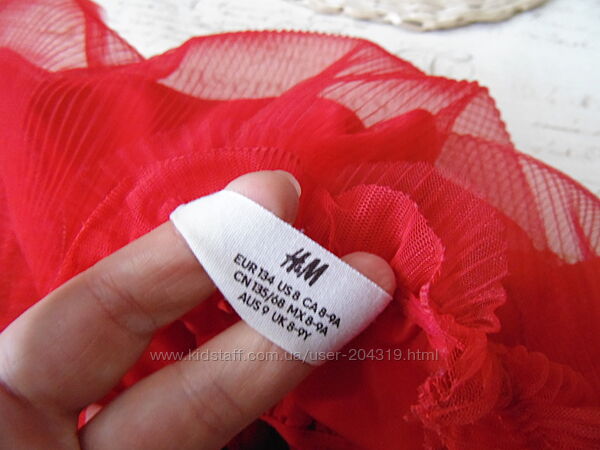 H&M
EUR 134 US 8 CA 8-9A
CN 135/68 MX 8-9A
AUS 9 UK 8-9Y
www.kidstaff.com.ua/user-204319.html